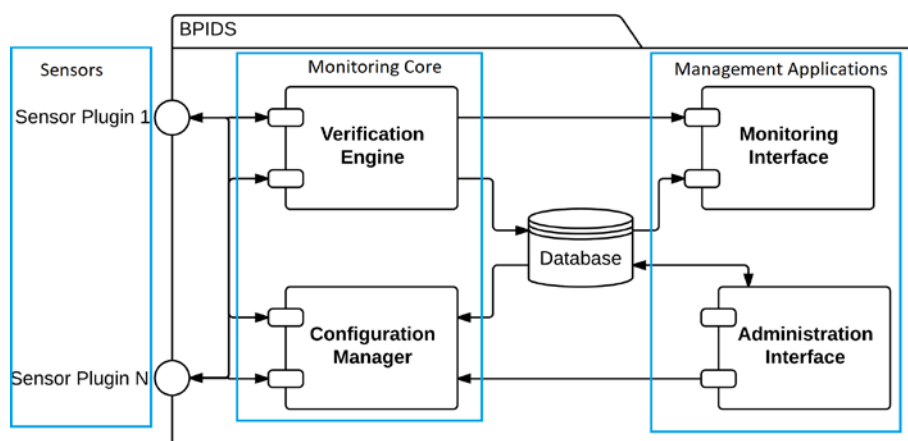 BPIDS
Sensors
Monitoring Core
Management Applications
Sensor Plugin 1
Verification
Engine
Monitoring
Interface
Database
Configuration
Manager
Administration
Interface
Sensor Plugin N